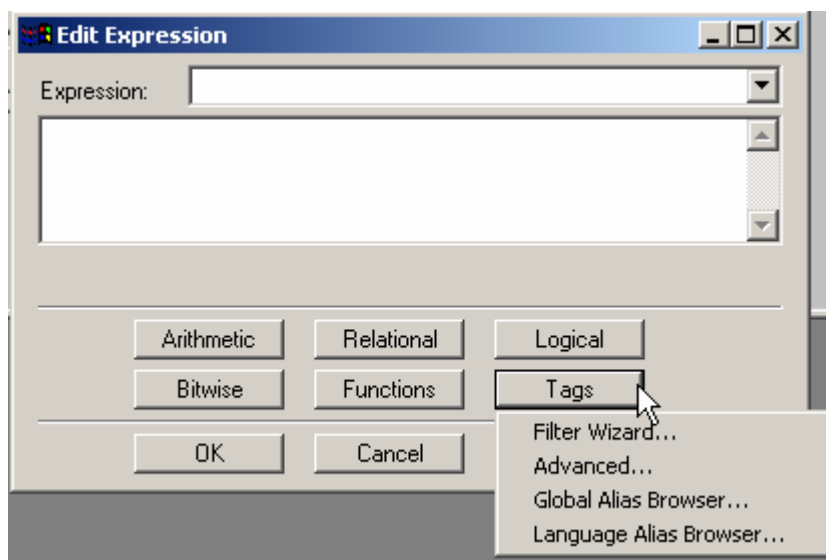 Edit Expression
Expression:
Arithmetic Relational Logical
Bitwise Functions Tags
OK Cancel
Filter Wizard...
Advanced...
Global Alias Browser...
Language Alias Browser...